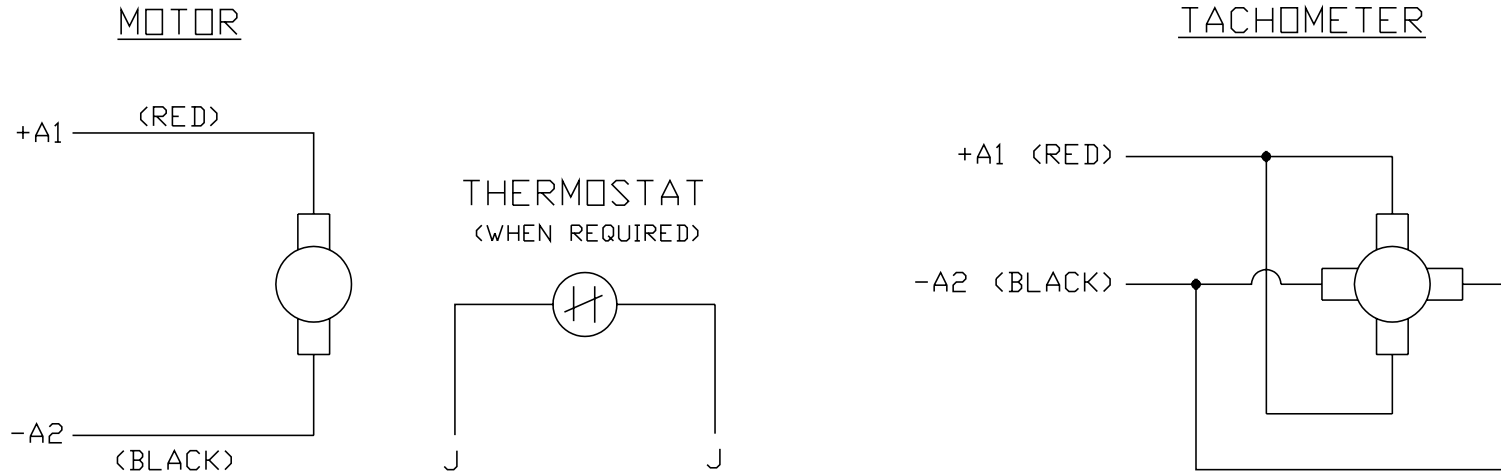 MOTOR
+A1
(RED)
-A2
(BLACK)
THERMOSTAT
(WHEN REQUIRED)
J
J
TACHOMETER
+A1 (RED)
-A2 (BLACK)